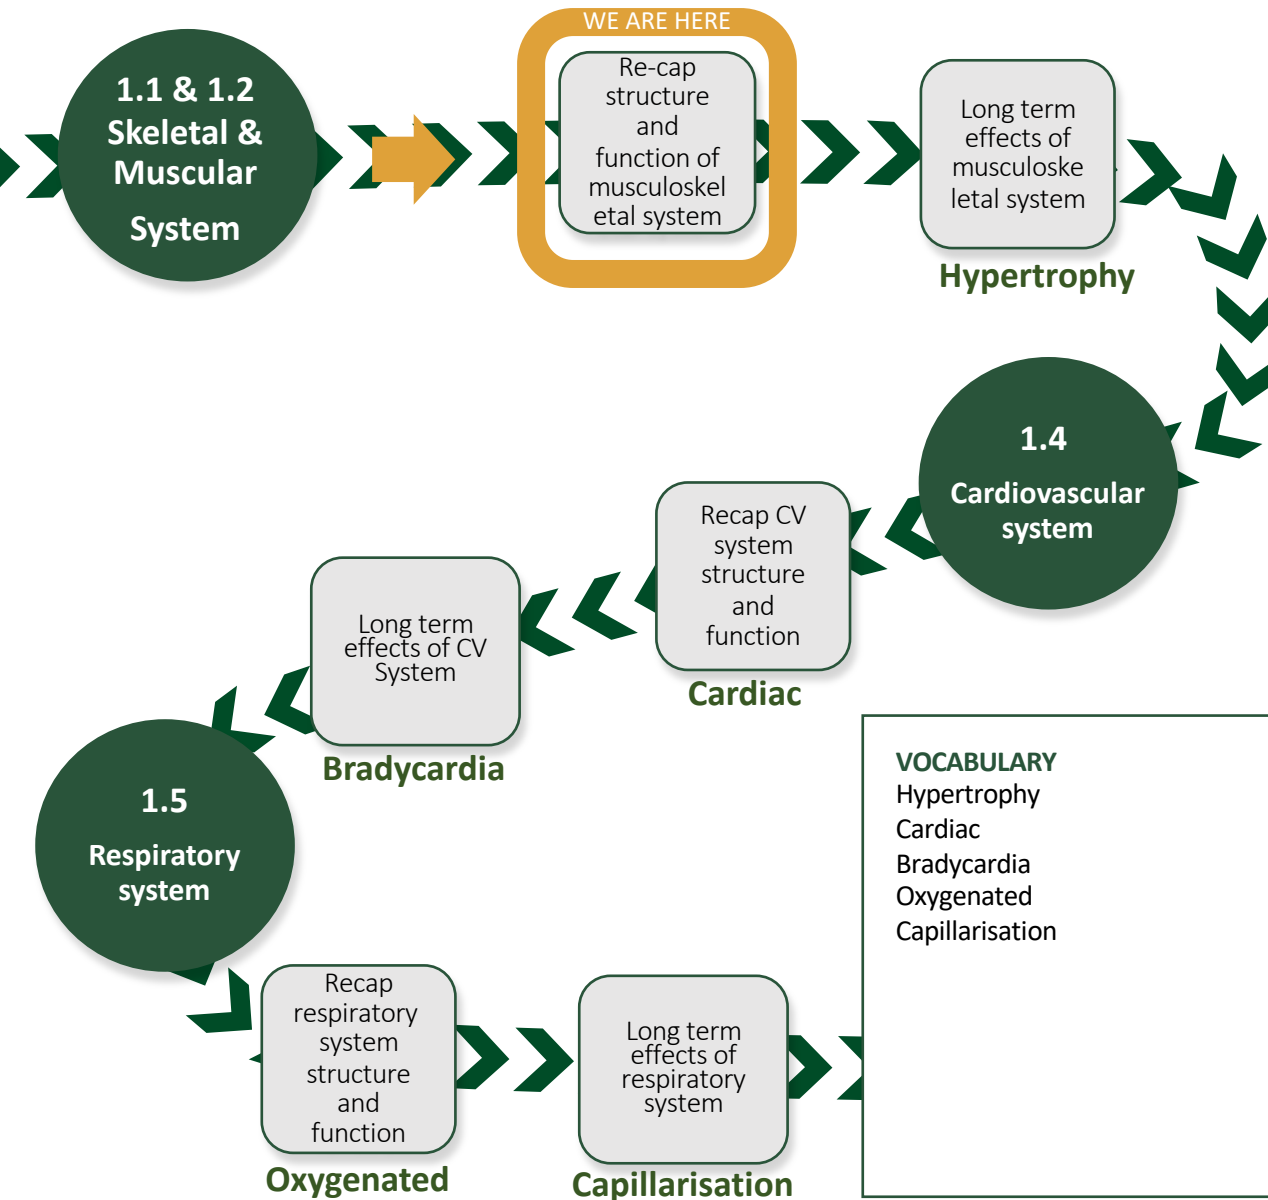 WE ARE HERE
1.1 & 1.2
Skeletal &
Muscular
System
Re-cap
structure
and
function of
musculoskel
etal system
Long term
effects of
musculoske
letal system
Hypertrophy
1.4
Cardiovascular
system
Recap CV
system
structure
and
function
Cardiac
Long term
effects of CV
System
Bradycardia
1.5
Respiratory
system
Recap
respiratory
system
structure
and
function
Oxygenated
Long term
effects of
respiratory
system
Capillarisation
VOCABULARY
Hypertrophy
Cardiac
Bradycardia
Oxygenated
Capillarisation